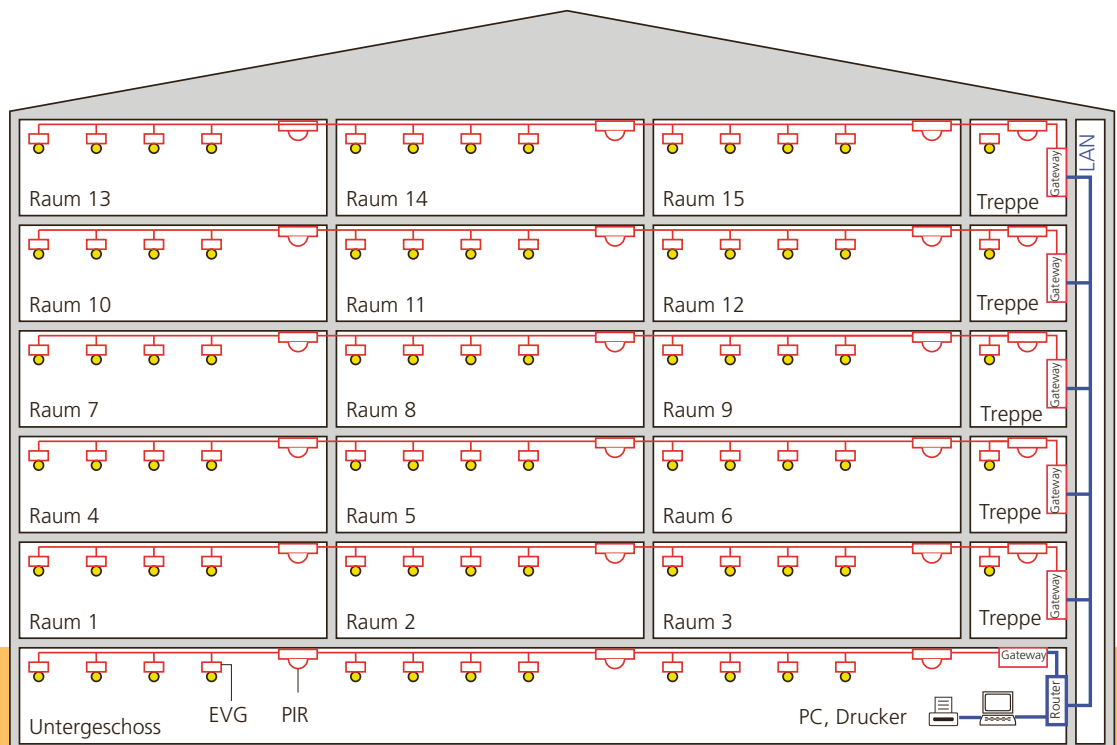 LAN
Raum 13
Raum 14
Raum 15
Treppe
Gateway
Raum 10
Raum 11
Raum 12
Treppe
Gateway
Raum 7
Raum 8
Raum 9
Treppe
Gateway
Raum 4
Raum 5
Raum 6
Treppe
Gateway
Raum 1
Raum 2
Raum 3
Treppe
Gateway
Gateway
Router
Untergeschoss
EVG
PIR
PC, Drucker